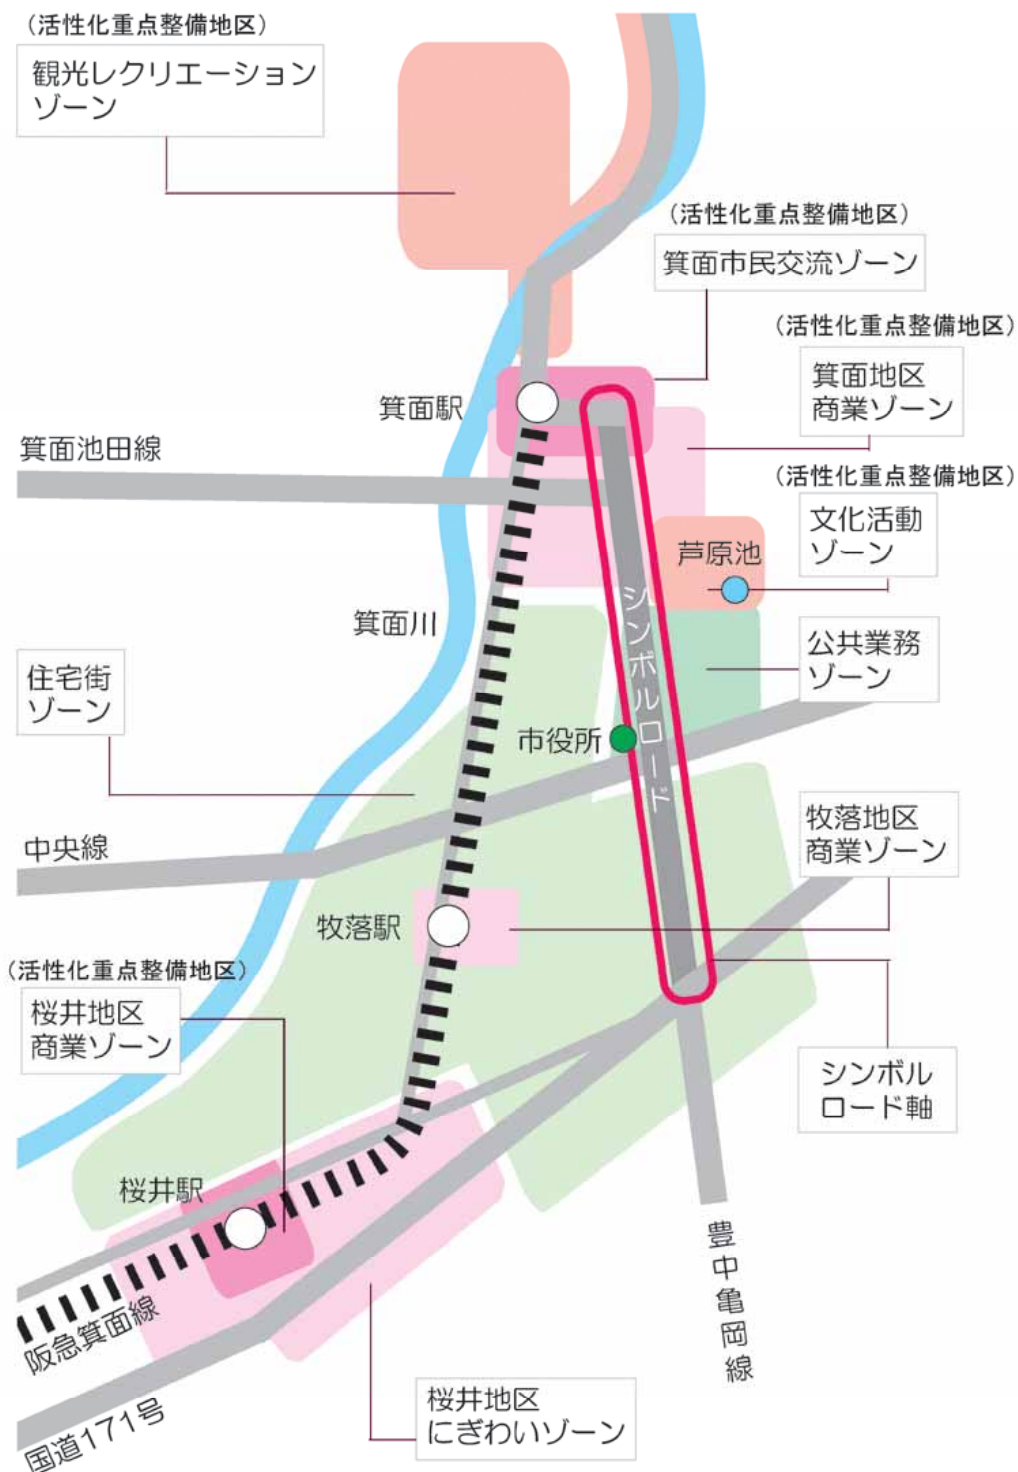 （活性化重点整備地区）
観光レクリエーション
ゾーン
（活性化重点整備地区）
箕面市民交流ゾーン
（活性化重点整備地区）
箕面地区
商業ゾーン
箕面駅
箕面池田線
（活性化重点整備地区）
文化活動
ゾーン
芦原池
シンボルロード
箕面川
公共業務
ゾーン
住宅街
ゾーン
市役所
牧落地区
商業ゾーン
中央線
牧落駅
（活性化重点整備地区）
桜井地区
商業ゾーン
シンボル
ロード軸
桜井駅
豊中亀岡線
阪急箕面線
桜井地区
にぎわいゾーン
国道171号